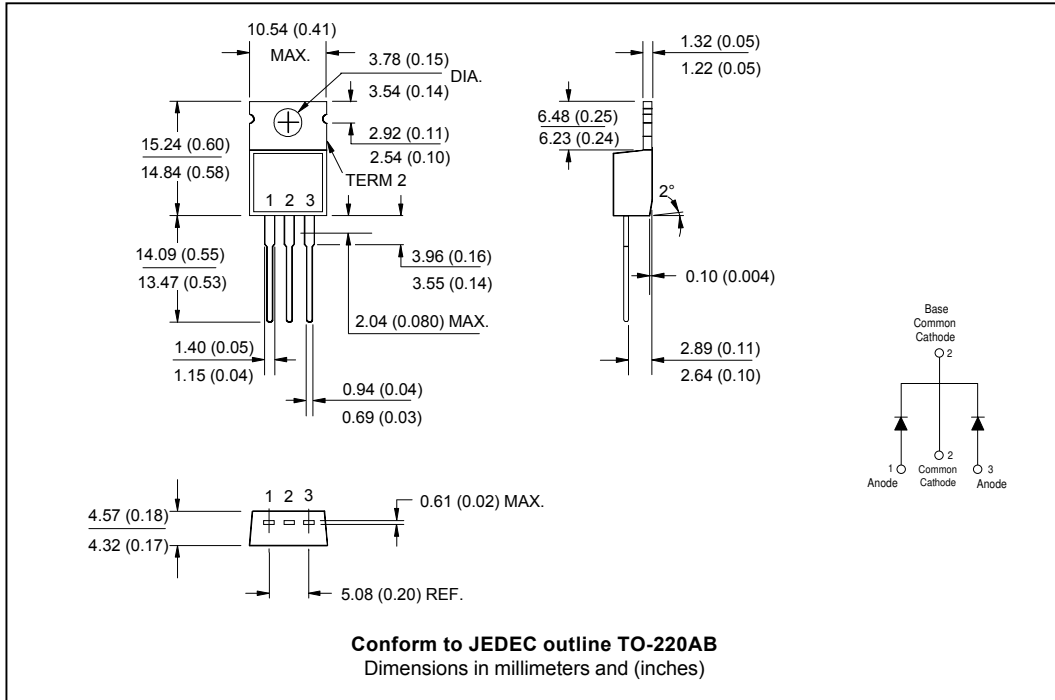 10.54 (0.41)
MAX.
3.78 (0.15)
DIA.
3.54 (0.14)
2.92 (0.11)
2.54 (0.10)
TERM 2
15.24 (0.60)
14.84 (0.58)
1 2 3
14.09 (0.55)
13.47 (0.53)
3.96 (0.16)
3.55 (0.14)
2.04 (0.080) MAX.
1.40 (0.05)
1.15 (0.04)
0.94 (0.04)
0.69 (0.03)
1.32 (0.05)
1.22 (0.05)
6.48 (0.25)
6.23 (0.24)
2°
0.10 (0.004)
2.89 (0.11)
2.64 (0.10)
Base
Common
Cathode
2
1
Anode
2
Common
Cathode
3
Anode
1 2 3
4.57 (0.18)
4.32 (0.17)
0.61 (0.02) MAX.
5.08 (0.20) REF.
Conform to JEDEC outline TO-220AB
Dimensions in millimeters and (inches)